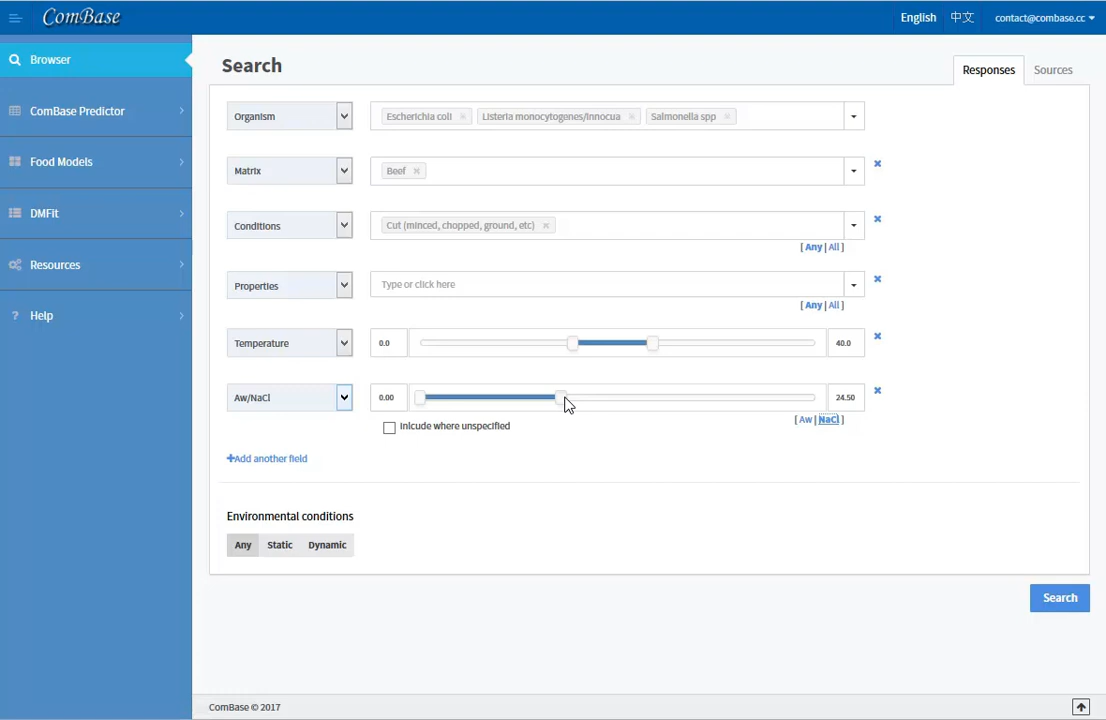 ComBase
English 中文 contact@combase.cc
Browser
ComBase Predictor
Food Models
DMFit
Resources
? Help
Search
Responses Sources
Organism
Escherichia coli × Listeria monocytogenes/innocua × Salmonella spp ×
Matrix
Beef ×
Conditions
Cut (minced, chopped, ground, etc) ×
[ Any | All ]
Properties
Type or click here
[ Any | All ]
Temperature
0.0
40.0
Aw/NaCl
0.00
24.50
[ Aw | NaCl ]
Inlcude where unspecified
+Add another field
Environmental conditions
Any Static Dynamic
Search
ComBase © 2017